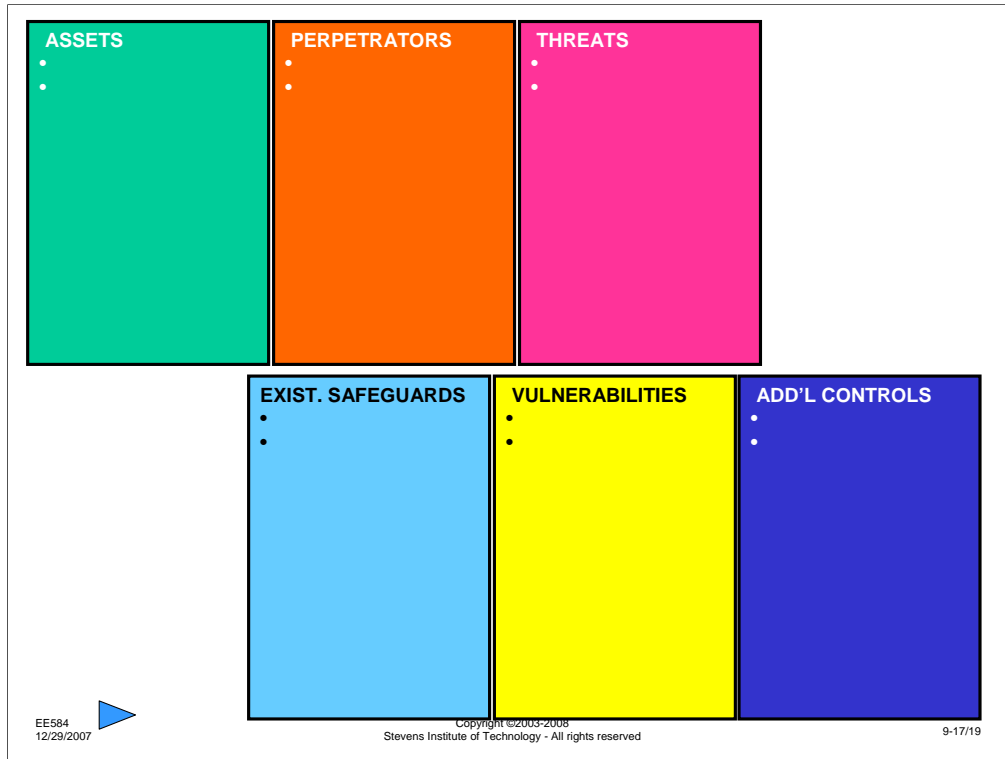 ASSETS
•
•
PERPETRATORS
•
•
THREATS
•
•
EXIST. SAFEGUARDS
•
•
VULNERABILITIES
•
•
ADD'L CONTROLS
•
•
EE584
12/29/2007
Copyright ©2003-2008
Stevens Institute of Technology - All rights reserved
9-17/19